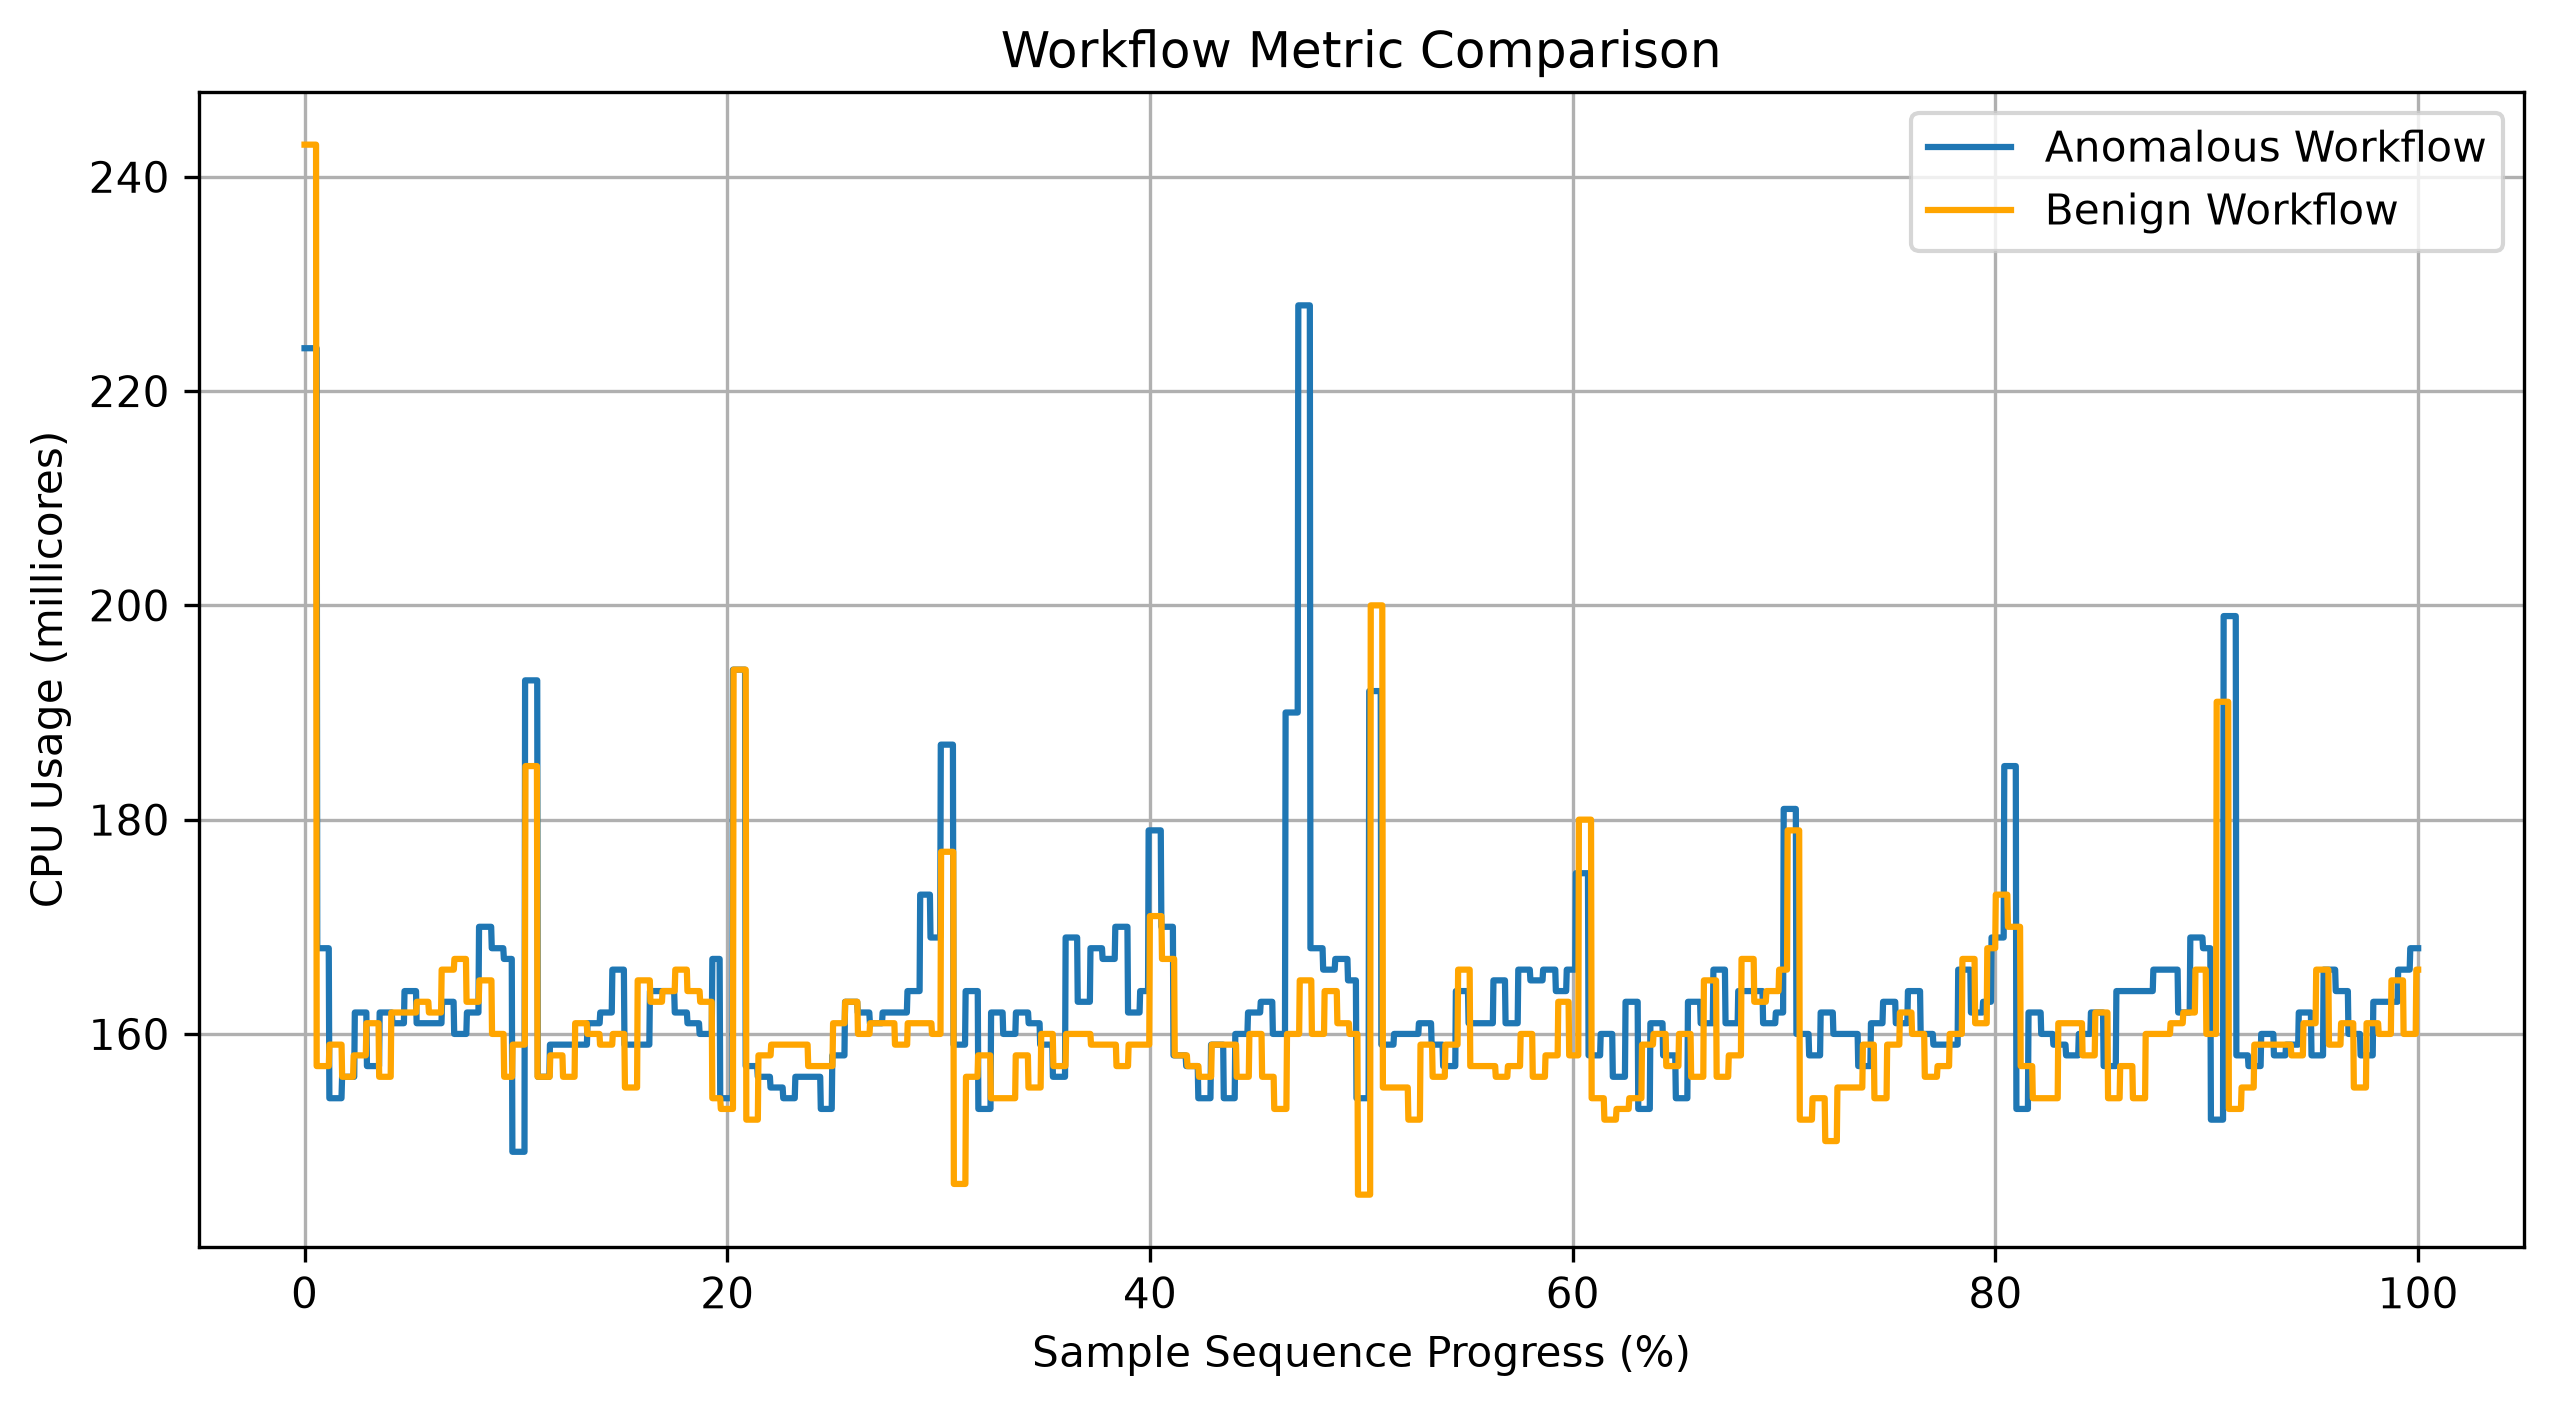 Workflow Metric Comparison
Anomalous Workflow
Benign Workflow
CPU Usage (millicores)
240
220
200
180
160
0 20 40 60 80 100
Sample Sequence Progress (%)